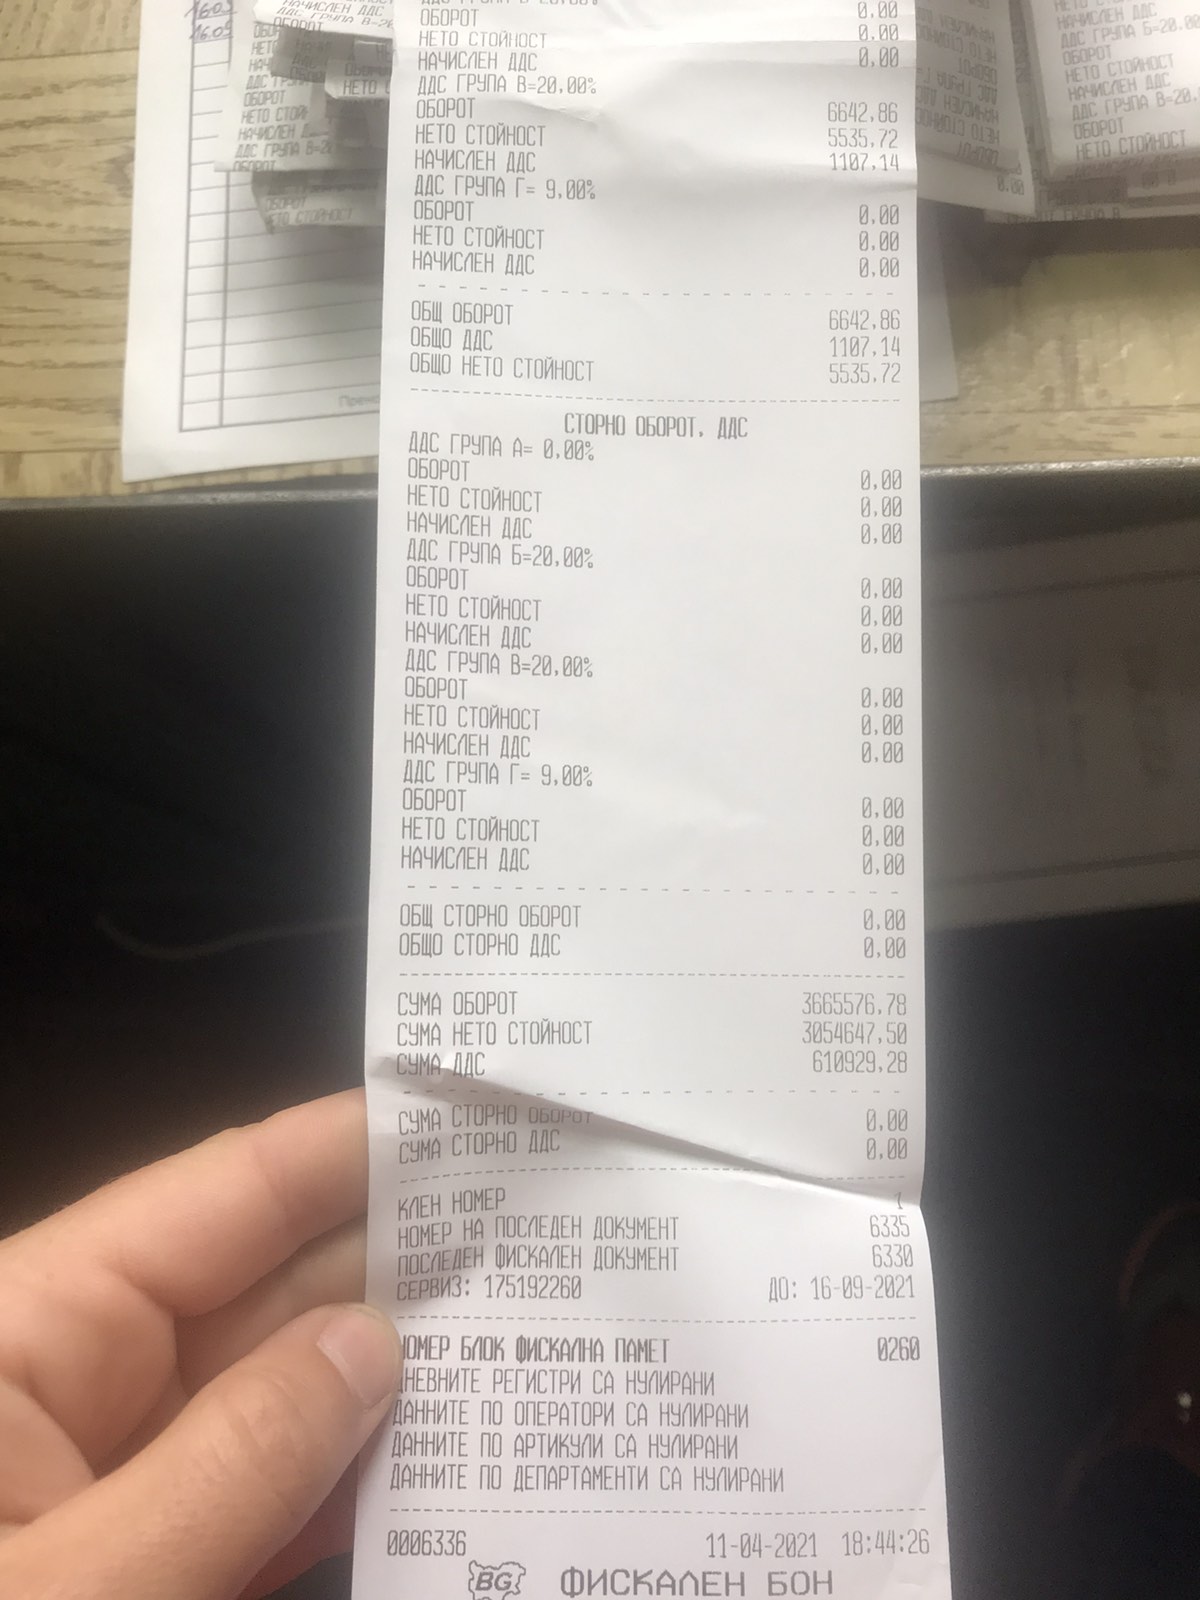 ОБОРОТ 0,00
НЕТО СТОЙНОСТ 0,00
НАЧИСЛЕН ДДС 0,00
ДДС ГРУПА В=20,00%
ОБОРОТ 6642,86
НЕТО СТОЙНОСТ 5535,72
НАЧИСЛЕН ДДС 1107,14
ДДС ГРУПА Г= 9,00%
ОБОРОТ 0,00
НЕТО СТОЙНОСТ 0,00
НАЧИСЛЕН ДДС 0,00
ОБЩ ОБОРОТ 6642,86
ОБЩО ДДС 1107,14
ОБЩО НЕТО СТОЙНОСТ 5535,72
СТОРНО ОБОРОТ, ДДС
ДДС ГРУПА А= 0,00%
ОБОРОТ 0,00
НЕТО СТОЙНОСТ 0,00
НАЧИСЛЕН ДДС 0,00
ДДС ГРУПА Б=20,00%
ОБОРОТ 0,00
НЕТО СТОЙНОСТ 0,00
НАЧИСЛЕН ДДС 0,00
ДДС ГРУПА В=20,00%
ОБОРОТ 0,00
НЕТО СТОЙНОСТ 0,00
НАЧИСЛЕН ДДС 0,00
ДДС ГРУПА Г= 9,00%
ОБОРОТ 0,00
НЕТО СТОЙНОСТ 0,00
НАЧИСЛЕН ДДС 0,00
ОБЩ СТОРНО ОБОРОТ 0,00
ОБЩО СТОРНО ДДС 0,00
СУМА ОБОРОТ 3665576,78
СУМА НЕТО СТОЙНОСТ 3054647,50
СУМА ДДС 610929,28
СУМА СТОРНО ОБОРОТ 0,00
СУМА СТОРНО ДДС 0,00
КЛЕН НОМЕР 1
НОМЕР НА ПОСЛЕДЕН ДОКУМЕНТ 6335
ПОСЛЕДЕН ФИСКАЛЕН ДОКУМЕНТ 6330
СЕРВИЗ: 175192260 ДО: 16-09-2021
НОМЕР БЛОК ФИСКАЛНА ПАМЕТ 0260
ДНЕВНИТЕ РЕГИСТРИ СА НУЛИРАНИ
ДАННИТЕ ПО ОПЕРАТОРИ СА НУЛИРАНИ
ДАННИТЕ ПО АРТИКУЛИ СА НУЛИРАНИ
ДАННИТЕ ПО ДЕПАРТАМЕНТИ СА НУЛИРАНИ
0006336 11-04-2021 18:44:26
BG ФИСКАЛЕН БОН